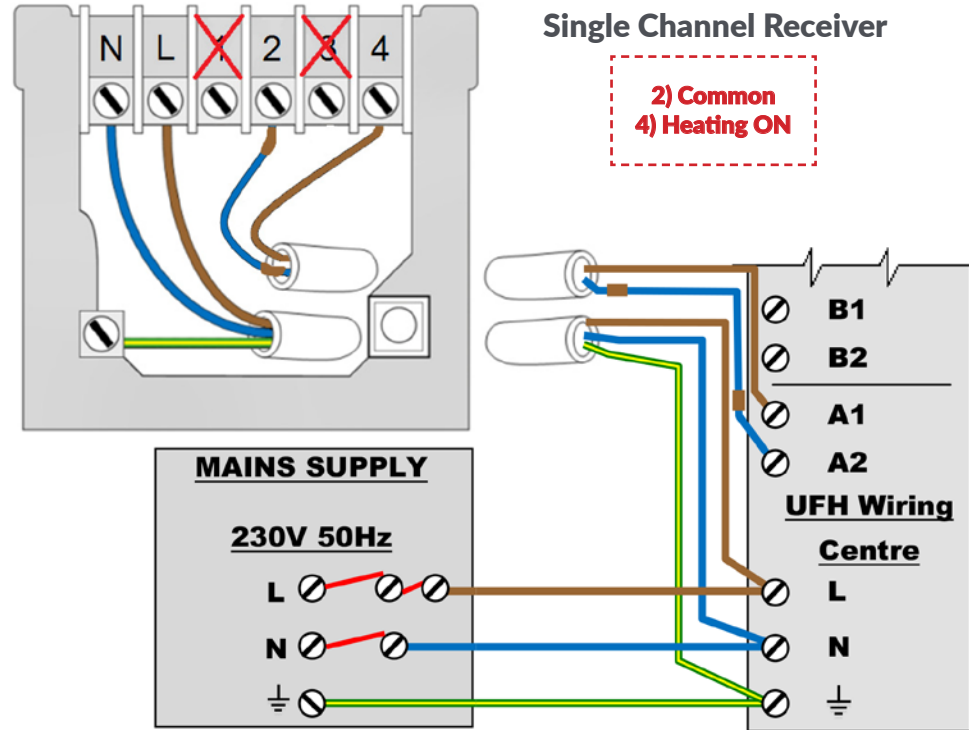 Single Channel Receiver
N L 1 2 3 4
2) Common
4) Heating ON
B1
B2
A1
A2
UFH Wiring
Centre
L
N
MAINS SUPPLY
230V 50Hz
L
N